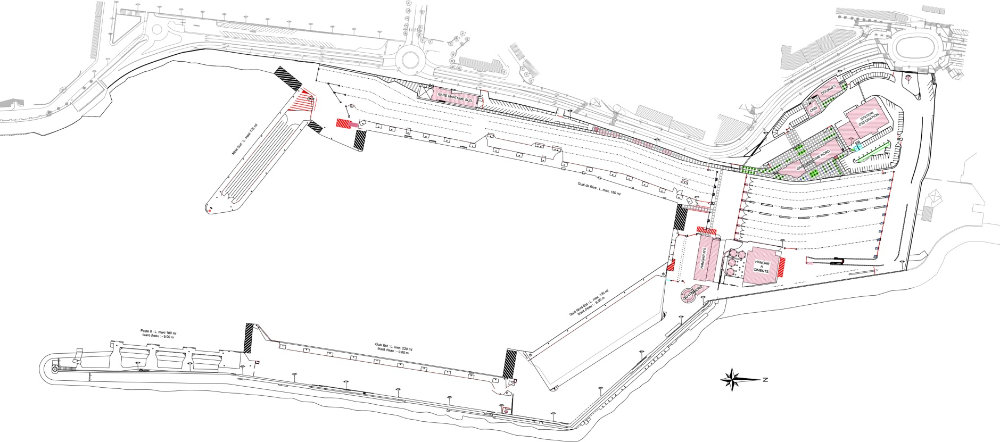 GARE MARITIME SUD
DOUANES
CMN
STATION
D'EPURATION
GARE MARITIME NORD
Mole Sud : L. maxi 176 ml
Quai de Rive : L. max. 180 ml
HANGAR N°5
HANGAR
A
CIMENTS
CAPITAINERIE
Quai Nord-Est : L. max. 130 ml
tirant d'eau : - 6.50 m
Poste 8 : L. maxi 180 ml
tirant d'eau : - 9.00 m
Quai Est : L. max. 220 ml
tirant d'eau : - 9.00 m
N